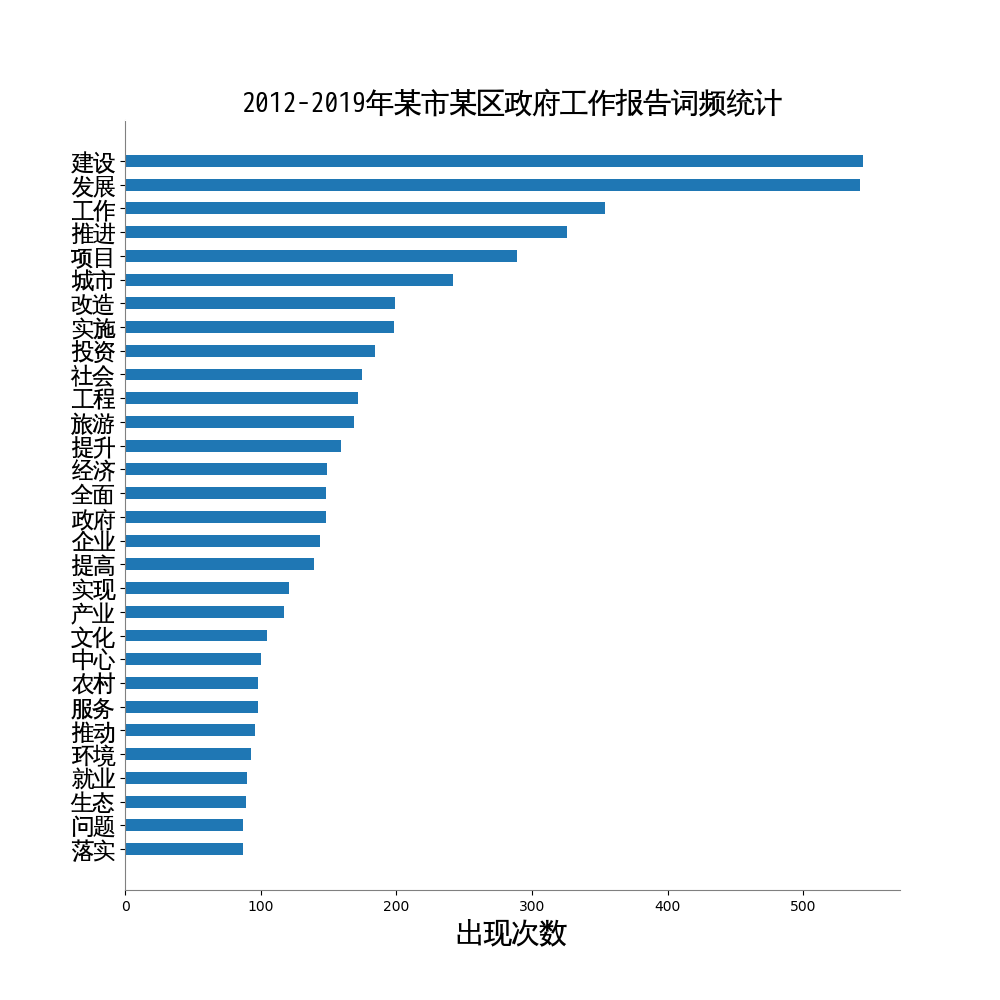 2012-2019年某市某区政府工作报告词频统计
建设
发展
工作
推进
项目
城市
改造
实施
投资
社会
工程
旅游
提升
经济
全面
政府
企业
提高
实现
产业
文化
中心
农村
服务
推动
环境
就业
生态
问题
落实
0 100 200 300 400 500
出现次数